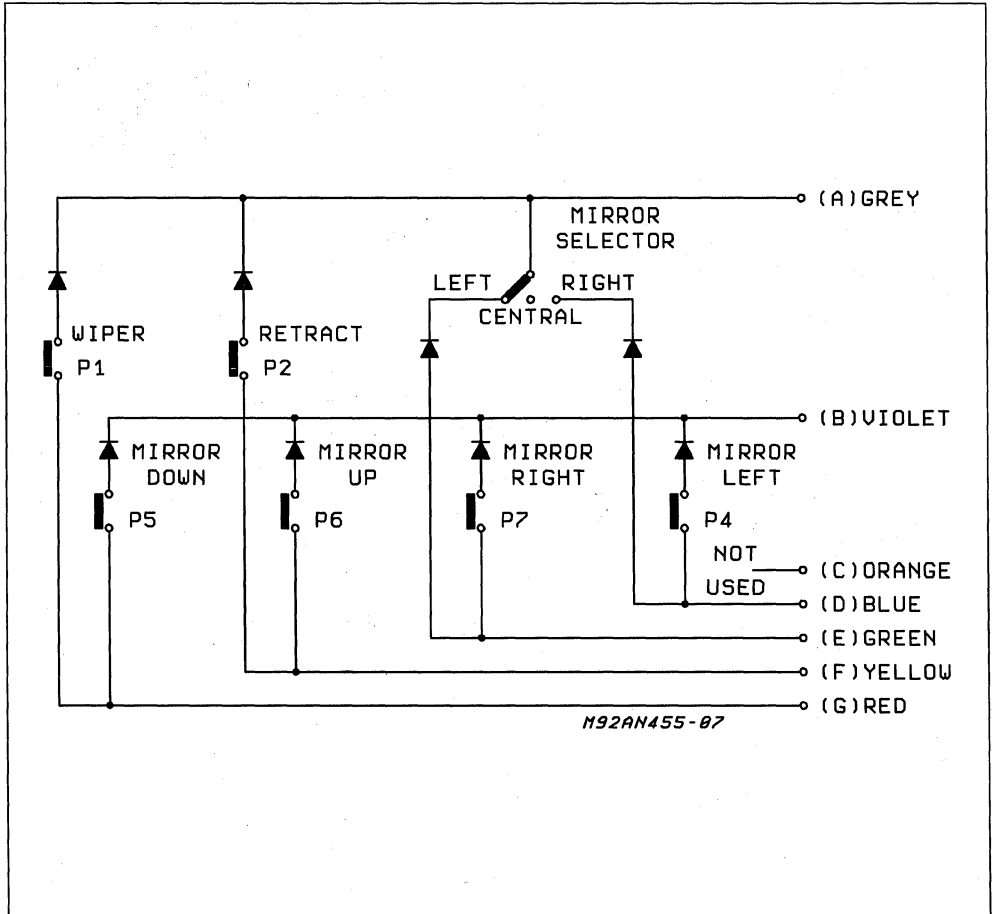 (A)GREY
MIRROR
SELECTOR
LEFT
RIGHT
CENTRAL
WIPER
P1
RETRACT
P2
(B)VIOLET
MIRROR
DOWN
P5
MIRROR
UP
P6
MIRROR
RIGHT
P7
MIRROR
LEFT
P4
NOT
USED
(C)ORANGE
(D)BLUE
(E)GREEN
(F)YELLOW
(G)RED
M92AN455-07